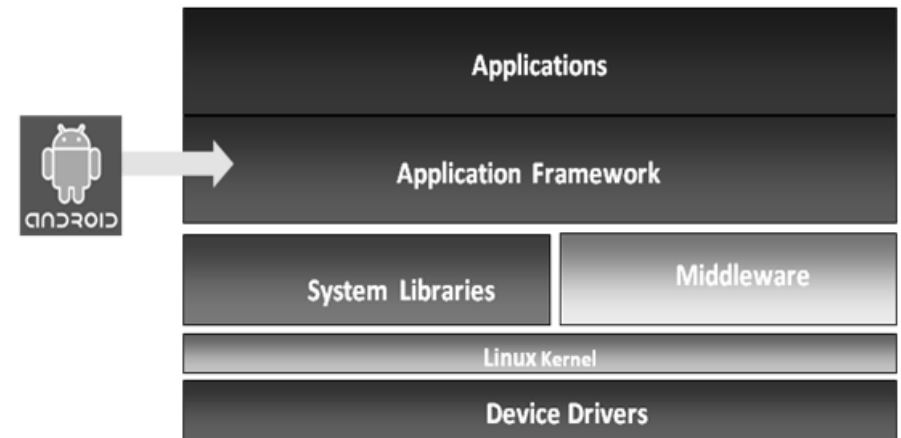 Applications
ANDROID
Application Framework
System Libraries
Middleware
Linux Kernel
Device Drivers